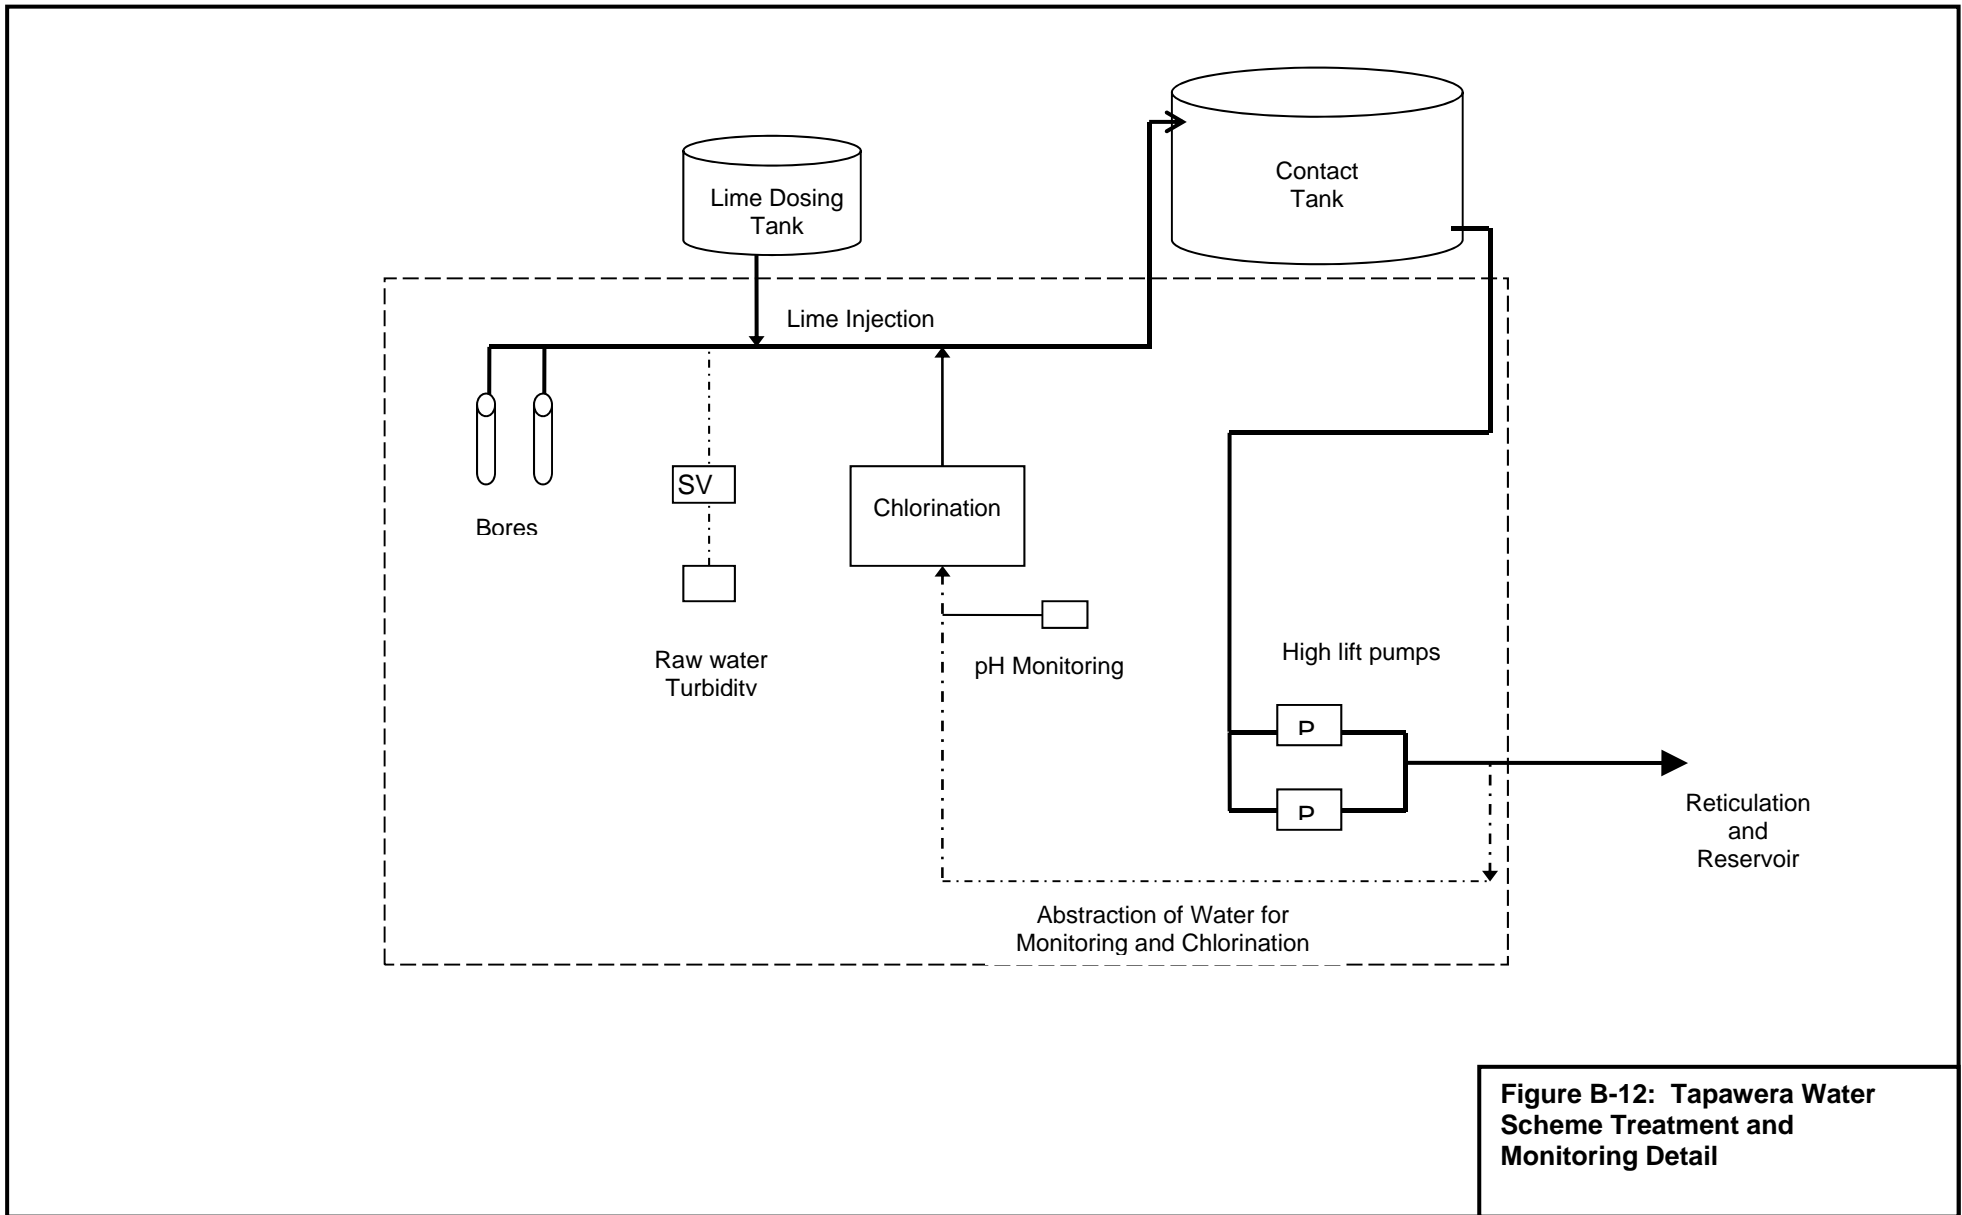 Contact
Tank
Lime Dosing
Tank
Lime Injection
SV
Chlorination
Bores
Raw water
Turbidity
pH Monitoring
High lift pumps
P
P
Reticulation
and
Reservoir
Abstraction of Water for
Monitoring and Chlorination
Figure B-12: Tapawera Water
Scheme Treatment and
Monitoring Detail